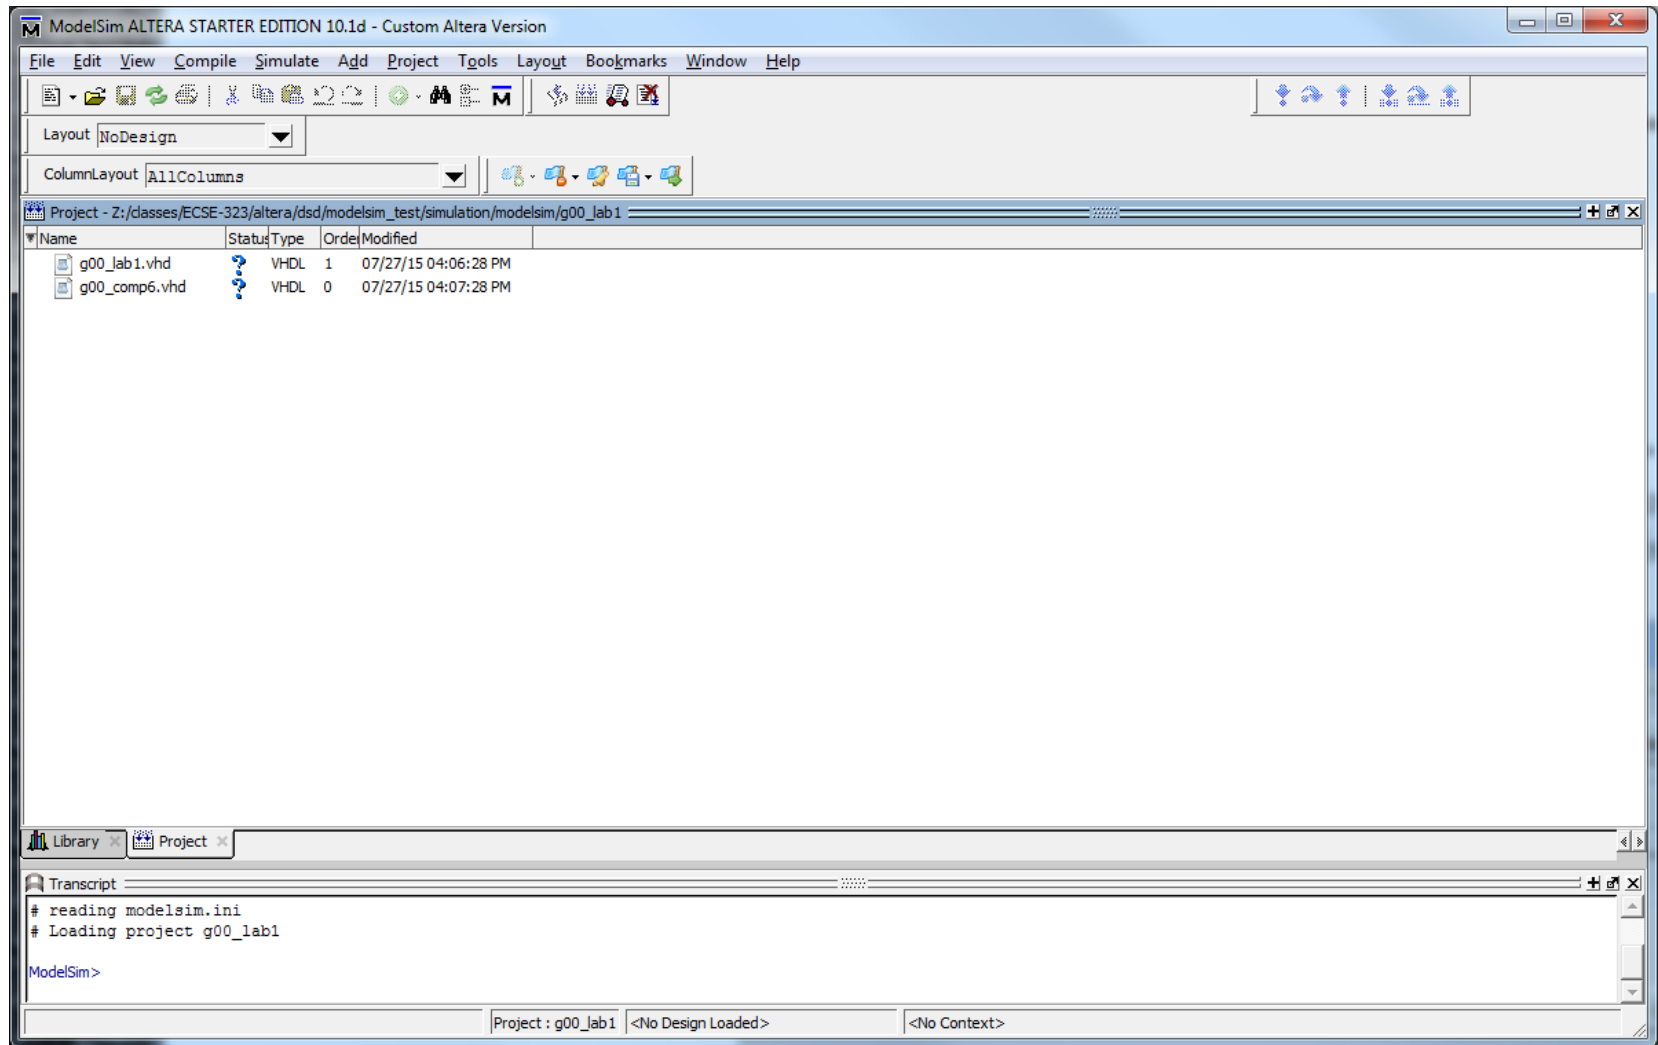 ModelSim ALTERA STARTER EDITION 10.1d - Custom Altera Version
File Edit View Compile Simulate Add Project Tools Layout Bookmarks Window Help
Layout NoDesign
ColumnLayout AllColumns
Project - Z:/classes/ECSE-323/altera/dsd/modelsim_test/simulation/modelsim/g00_lab1
Name Status Type Order Modified
g00_lab1.vhd ? VHDL 1 07/27/15 04:06:28 PM
g00_comp6.vhd ? VHDL 0 07/27/15 04:07:28 PM
Library Project
Transcript
# reading modelsim.ini
# Loading project g00_lab1
ModelSim>
Project : g00_lab1 <No Design Loaded> <No Context>